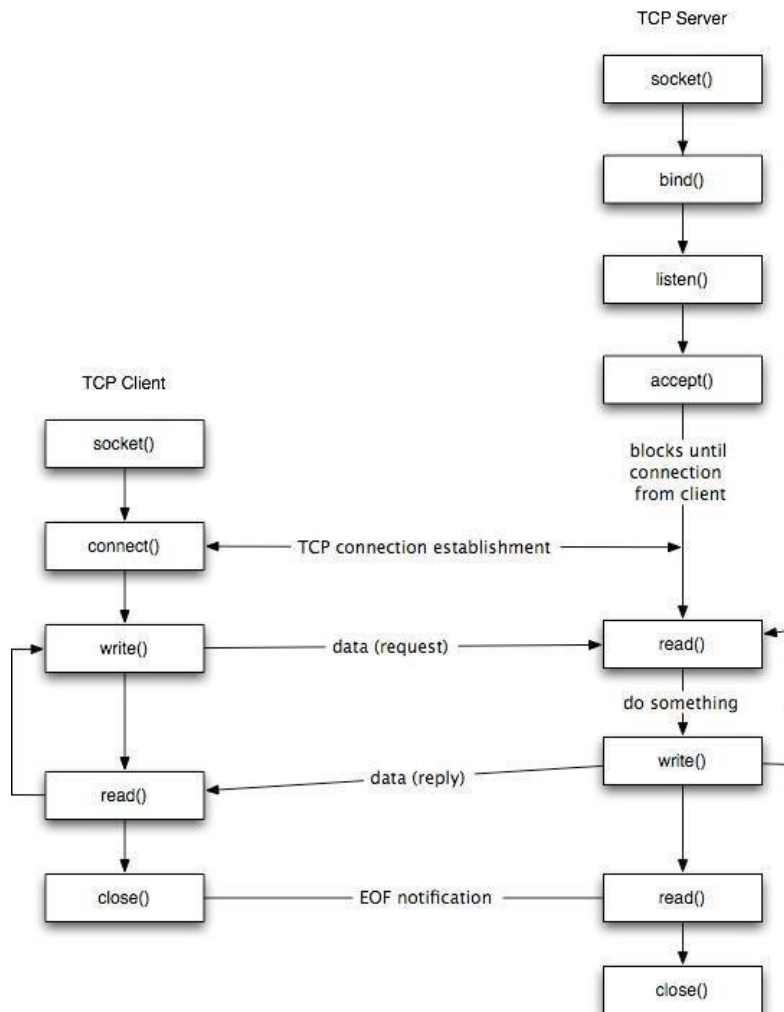 TCP Server
socket()
bind()
listen()
TCP Client
accept()
socket()
blocks until
connection
from client
connect()
TCP connection establishment
write()
data (request)
read()
do something
read()
data (reply)
write()
close()
EOF notification
read()
close()